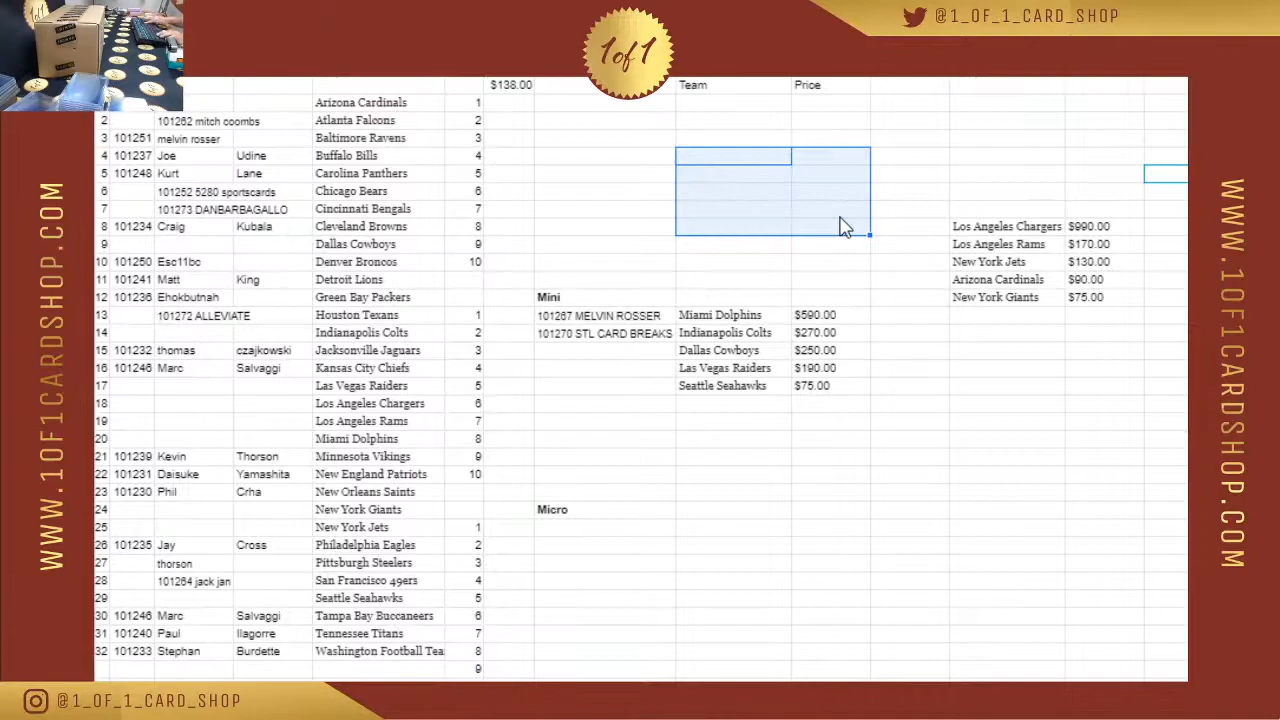 1 of 1
@1_OF_1_CARD_SHOP
$138.00 Team Price
Arizona Cardinals 1
2 101262 mitch coombs Atlanta Falcons 2
3 101251 melvin rosser Baltimore Ravens 3
4 101237 Joe Udine Buffalo Bills 4
5 101248 Kurt Lane Carolina Panthers 5
6 101252 5280 sportscards Chicago Bears 6
7 101273 DANBARBAGALLO Cincinnati Bengals 7
8 101234 Craig Kubala Cleveland Browns 8 Los Angeles Chargers $990.00
9 Dallas Cowboys 9 Los Angeles Rams $170.00
10 101250 Esc11bc Denver Broncos 10 New York Jets $130.00
11 101241 Matt King Detroit Lions Arizona Cardinals $90.00
12 101236 Ehokbutnah Green Bay Packers Mini New York Giants $75.00
13 101272 ALLEVIATE Houston Texans 1 101267 MELVIN ROSSER Miami Dolphins $590.00
14 Indianapolis Colts 2 101270 STL CARD BREAKS Indianapolis Colts $270.00
15 101232 thomas czajkowski Jacksonville Jaguars 3 Dallas Cowboys $250.00
16 101246 Marc Salvaggi Kansas City Chiefs 4 Las Vegas Raiders $190.00
17 Las Vegas Raiders 5 Seattle Seahawks $75.00
18 Los Angeles Chargers 6
19 Los Angeles Rams 7
20 Miami Dolphins 8
21 101239 Kevin Thorson Minnesota Vikings 9
22 101231 Daisuke Yamashita New England Patriots 10
23 101230 Phil Crha New Orleans Saints
24 New York Giants Micro
25 New York Jets 1
26 101235 Jay Cross Philadelphia Eagles 2
27 thorson Pittsburgh Steelers 3
28 101264 jack jan San Francisco 49ers 4
29 Seattle Seahawks 5
30 101246 Marc Salvaggi Tampa Bay Buccaneers 6
31 101240 Paul Ilagorre Tennessee Titans 7
32 101233 Stephan Burdette Washington Football Tea 8
9
WWW.1OF1CARDSHOP.COM
WWW.1OF1CARDSHOP.COM
@1_OF_1_CARD_SHOP